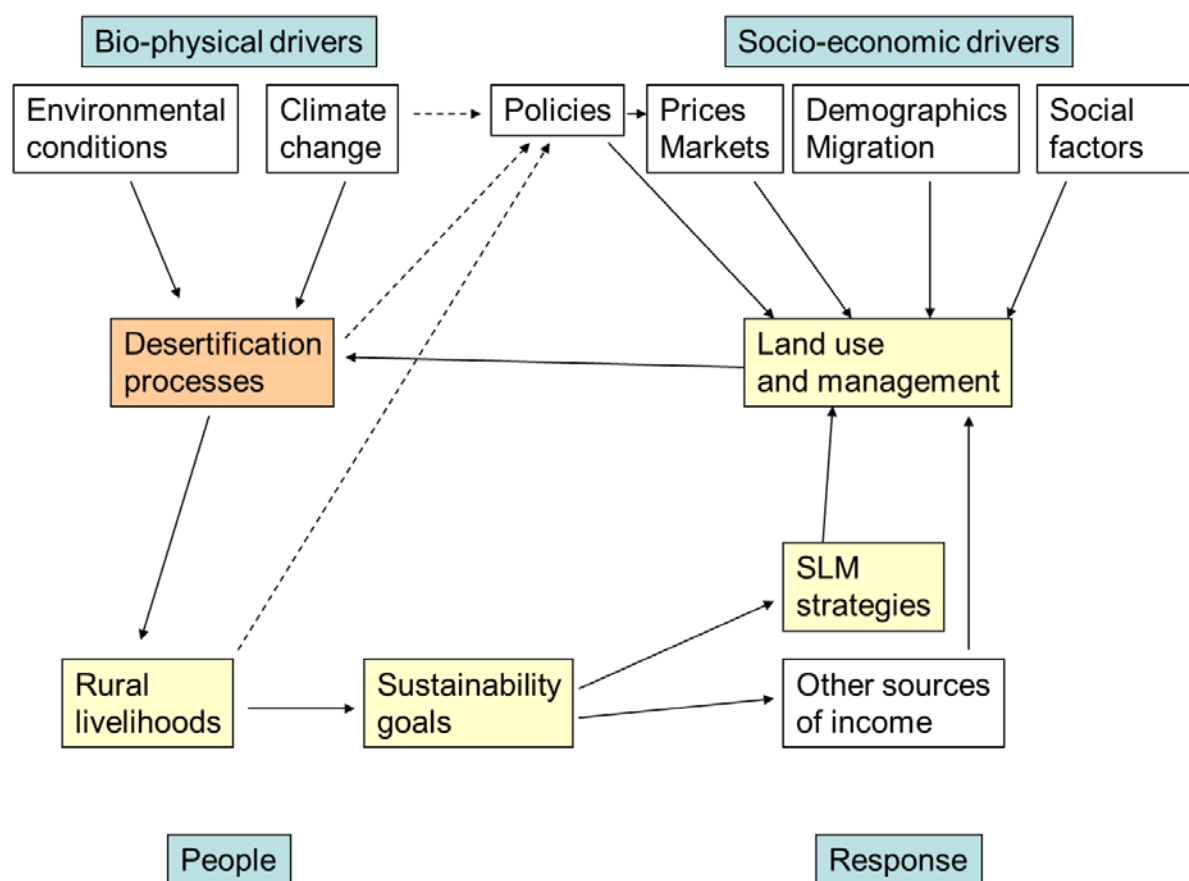 Bio-physical drivers
Socio-economic drivers
Environmental
conditions
Climate
change
Policies
Prices
Markets
Demographics
Migration
Social
factors
Desertification
processes
Land use
and management
SLM
strategies
Rural
livelihoods
Sustainability
goals
Other sources
of income
People
Response